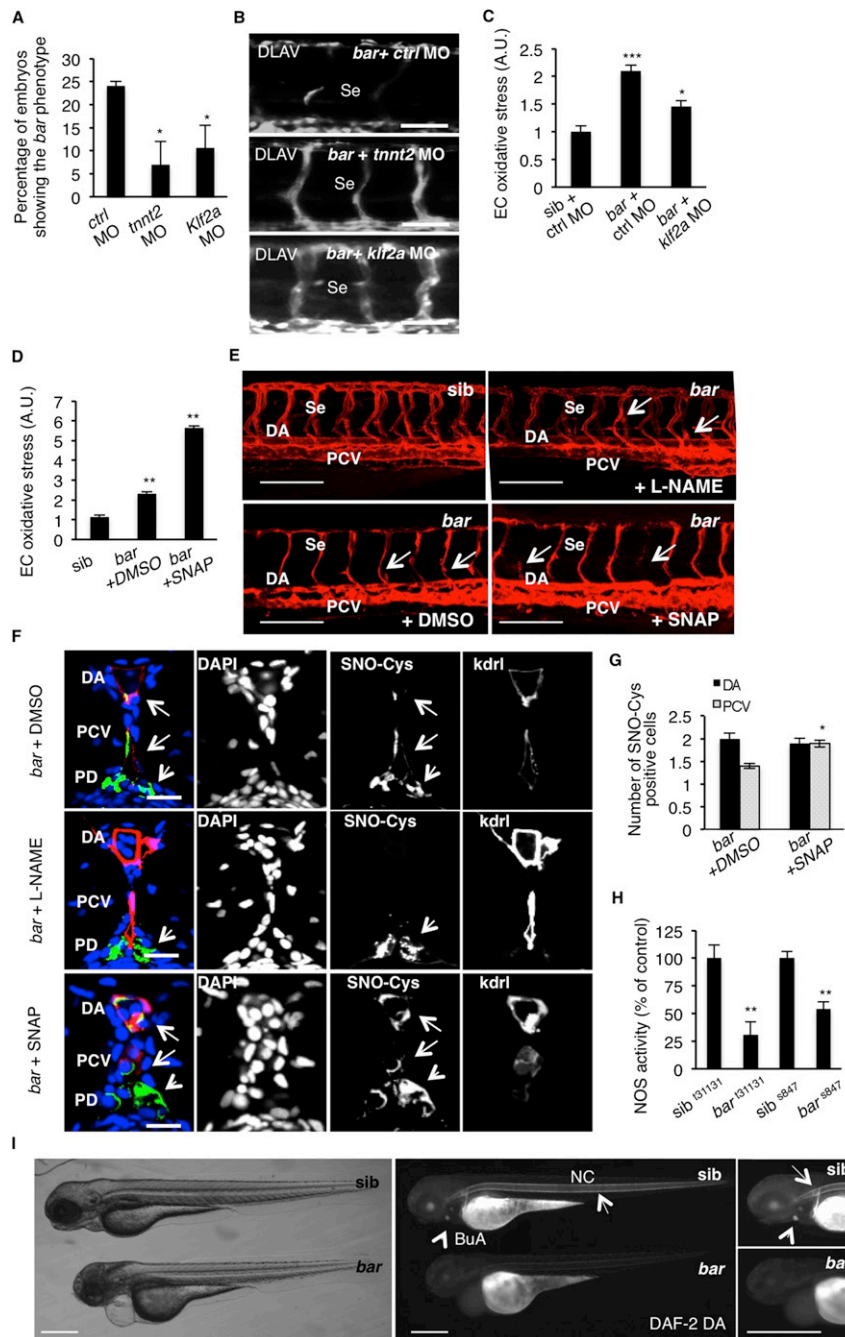 A
Percentage of embryos
showing the bar phenotype
30
25
20
15
10
5
0
*
*
ctrl
MO
tnnt2
MO
Klf2a
MO
B
DLAV
bar+ ctrl MO
Se
DLAV
bar + tnnt2 MO
Se
DLAV
bar+ klf2a MO
Se
C
EC oxidative stress (A.U.)
2.5
2
1.5
1
0.5
0
***
*
sib +
ctrl MO
bar +
ctrl MO
bar +
klf2a MO
D
EC oxidative stress (A.U.)
7
6
5
4
3
2
1
0
**
**
sib
bar
+DMSO
bar
+SNAP
E
sib
Se
DA
PCV
bar
Se
DA
PCV
+ L-NAME
bar
Se
DA
PCV
+ DMSO
bar
Se
DA
PCV
+ SNAP
F
bar + DMSO
DA
PCV
PD
DAPI
SNO-Cys
kdrl
bar + L-NAME
DA
PCV
PD
DAPI
SNO-Cys
kdrl
bar + SNAP
DA
PCV
PD
DAPI
SNO-Cys
kdrl
G
Number of SNO-Cys
positive cells
DA
PCV
2.5
2
1.5
1
0.5
0
*
bar
+DMSO
bar
+SNAP
H
NOS activity (% of control)
125
100
75
50
25
0
**
**
sib t31131
bar t31131
sib s847
bar s847
I
sib
bar
NC
sib
BuA
bar
DAF-2 DA
sib
bar